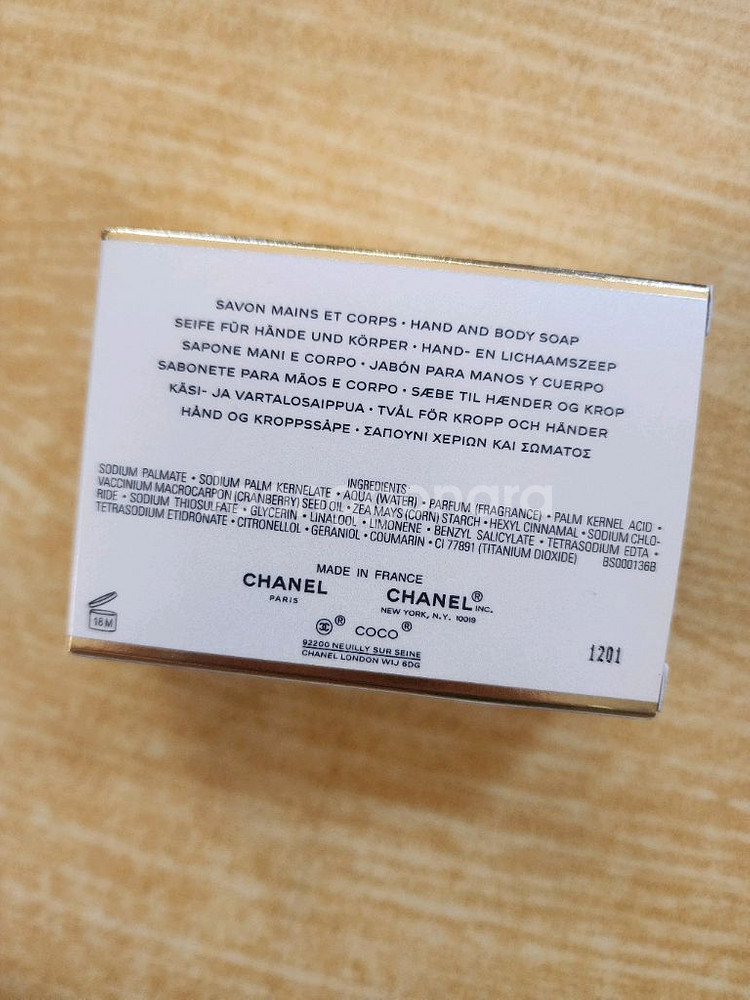 SAVON MAINS ET CORPS • HAND AND BODY SOAP
SEIFE FÜR HÄNDE UND KÖRPER • HAND- EN LICHAAMSZEEP
SAPONE MANI E CORPO • JABÓN PARA MANOS Y CUERPO
SABONETE PARA MÃOS E CORPO • SÆBE TIL HÆNDER OG KROP
KÄSI- JA VARTALOSAIPPUA • TVÅL FÖR KROPP OCH HÄNDER
HÅND OG KROPPSSÅPE • ΣΑΠΟΥΝΙ ΧΕΡΙΩΝ ΚΑΙ ΣΩΜΑΤΟΣ
INGREDIENTS
SODIUM PALMATE • SODIUM PALM KERNELATE • AQUA (WATER) • PARFUM (FRAGRANCE) • PALM KERNEL ACID •
VACCINIUM MACROCARPON (CRANBERRY) SEED OIL • ZEA MAYS (CORN) STARCH • HEXYL CINNAMAL • SODIUM CHLO-
RIDE • SODIUM THIOSULFATE • GLYCERIN • LINALOOL • LIMONENE • BENZYL SALICYLATE • TETRASODIUM EDTA •
TETRASODIUM ETIDRONATE • CITRONELLOL • GERANIOL • COUMARIN • CI 77891 (TITANIUM DIOXIDE) BS000136B
MADE IN FRANCE
CHANEL CHANEL® INC.
PARIS NEW YORK, N.Y. 10019
® COCO®
92200 NEUILLY SUR SEINE
CHANEL LONDON W1J 6DG
18 M
1201